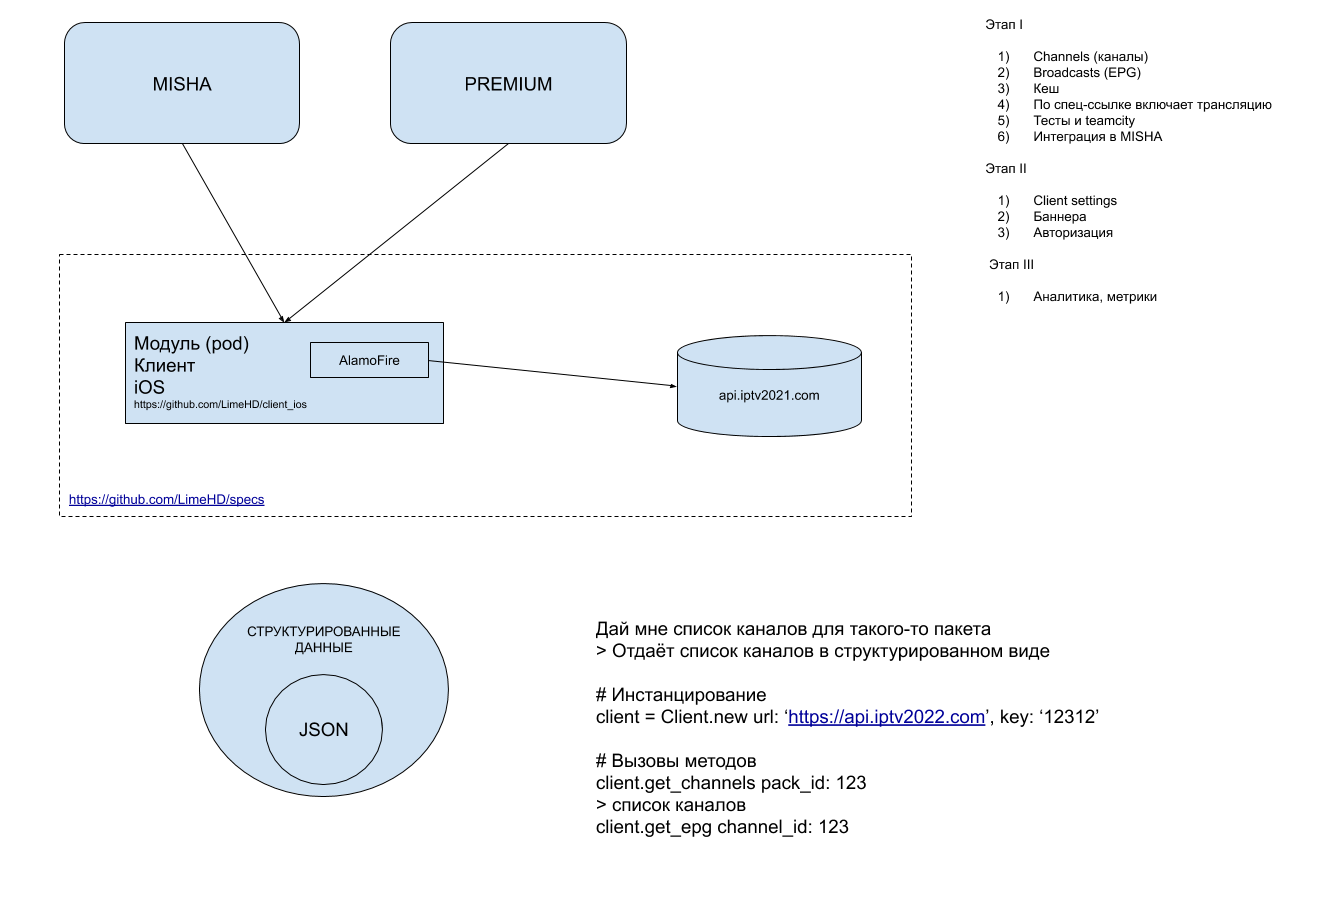 MISHA
PREMIUM
Модуль (pod)
Клиент
iOS
https://github.com/LimeHD/client_ios
AlamoFire
api.iptv2021.com
https://github.com/LimeHD/specs
СТРУКТУРИРОВАННЫЕ
ДАННЫЕ
JSON
Этап I
1) Channels (каналы)
2) Broadcasts (EPG)
3) Кеш
4) По спец-ссылке включает трансляцию
5) Тесты и teamcity
6) Интеграция в MISHA
Этап II
1) Client settings
2) Баннера
3) Авторизация
Этап III
1) Аналитика, метрики
Дай мне список каналов для такого-то пакета
> Отдаёт список каналов в структурированном виде
# Инстанцирование
client = Client.new url: ‘https://api.iptv2022.com’, key: ‘12312’
# Вызовы методов
client.get_channels pack_id: 123
> список каналов
client.get_epg channel_id: 123